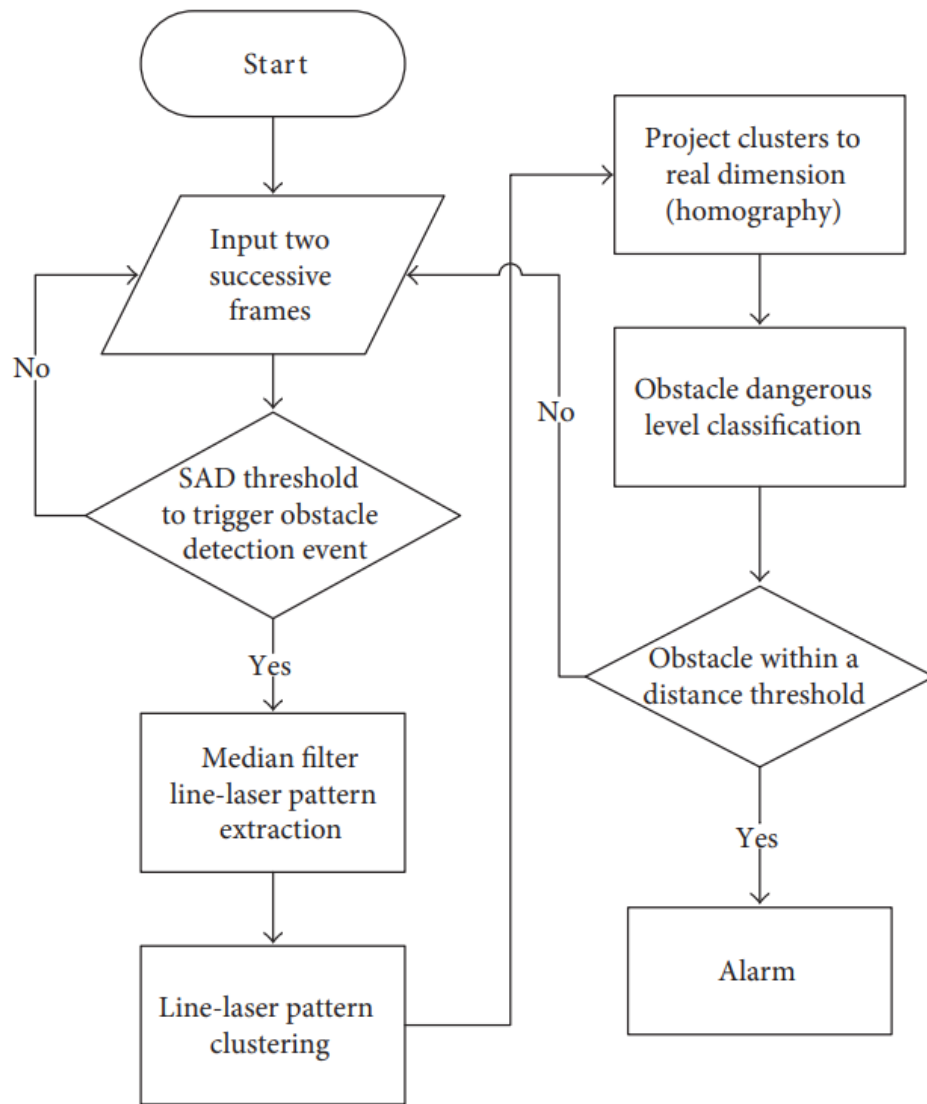 Start
Input two
successive
frames
No
SAD threshold
to trigger obstacle
detection event
Yes
Median filter
line-laser pattern
extraction
Line-laser pattern
clustering
Project clusters to
real dimension
(homography)
Obstacle dangerous
level classification
No
Obstacle within a
distance threshold
Yes
Alarm